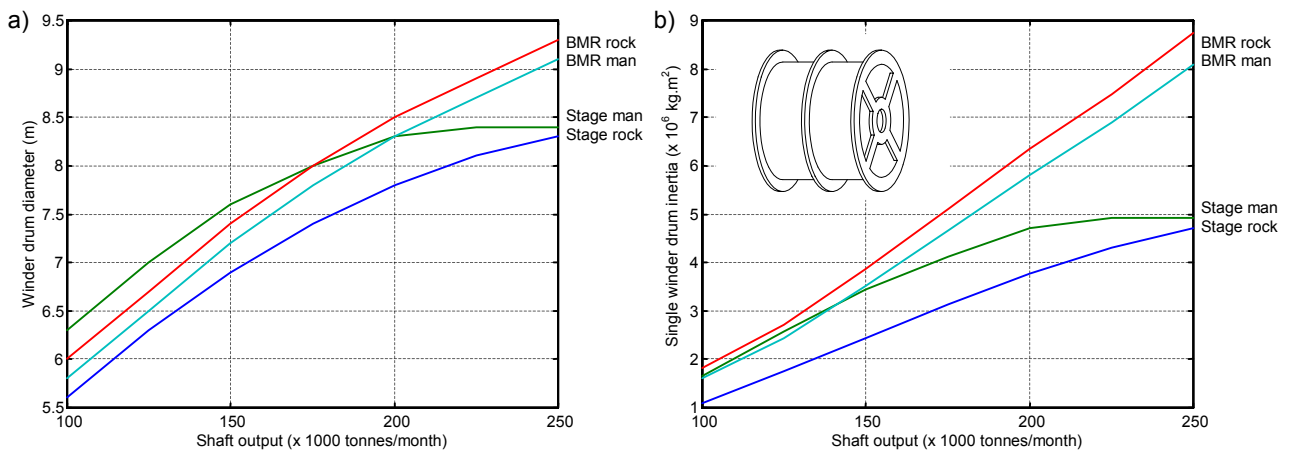 a)
Winder drum diameter (m)
9.5
9
8.5
8
7.5
7
6.5
6
5.5
100
150
200
250
Shaft output (x 1000 tonnes/month)
BMR rock
BMR man
Stage man
Stage rock
b)
Single winder drum inertia (x 10⁶ kg.m²)
9
8
7
6
5
4
3
2
1
100
150
200
250
Shaft output (x 1000 tonnes/month)
BMR rock
BMR man
Stage man
Stage rock